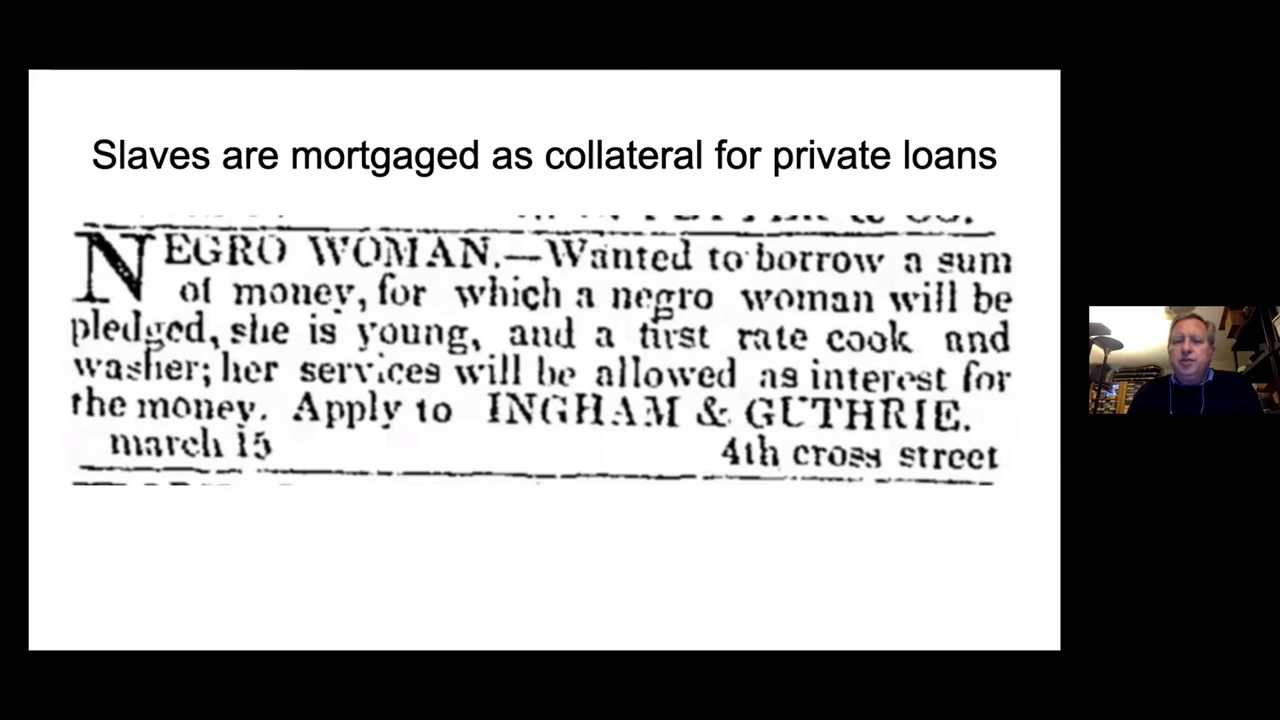 Slaves are mortgaged as collateral for private loans
NEGRO WOMAN.—Wanted to borrow a sum
of money, for which a negro woman will be
pledged, she is young, and a first rate cook and
washer; her services will be allowed as interest for
the money. Apply to INGHAM & GUTHRIE.
march 15 4th cross street